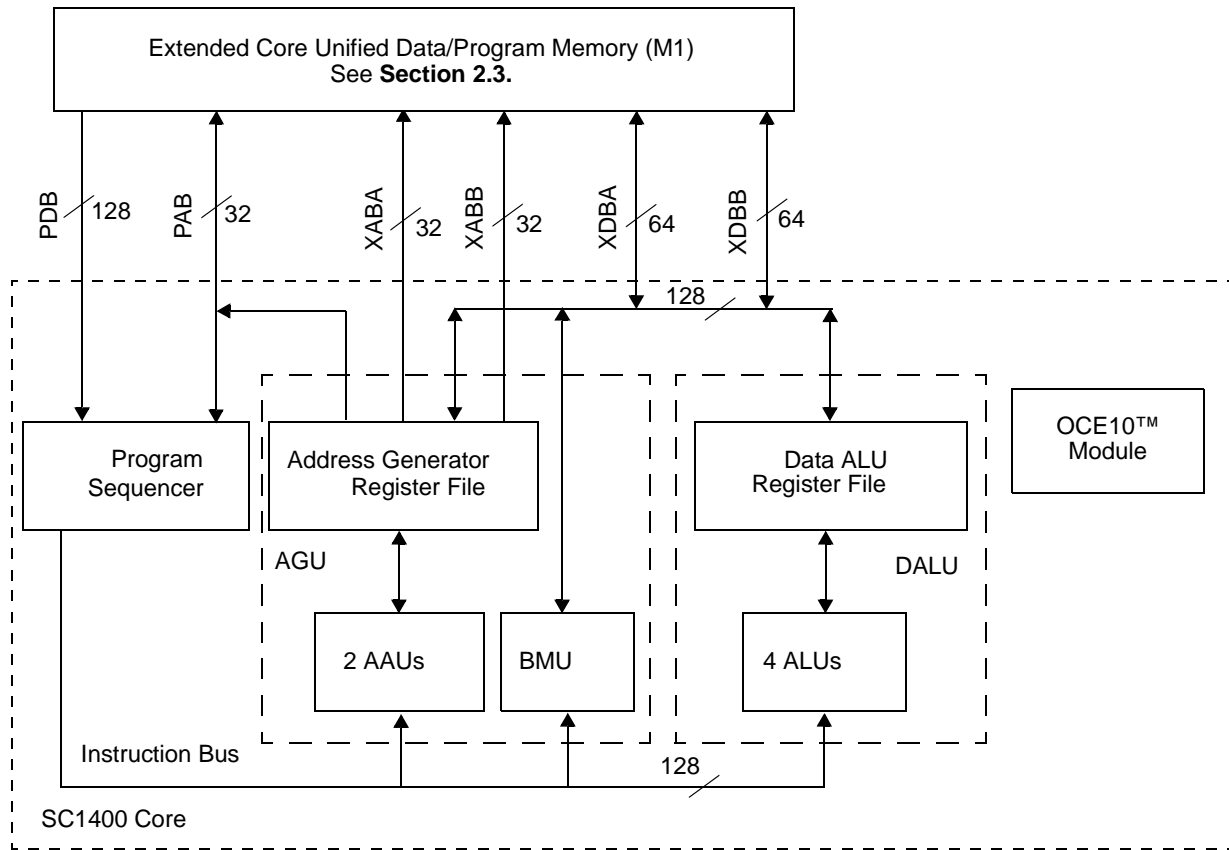 Extended Core Unified Data/Program Memory (M1)
See Section 2.3.
PDB
128
PAB
32
XABA
32
XABB
32
XDBA
64
XDBB
64
128
Program
Sequencer
Address Generator
Register File
Data ALU
Register File
OCE10™
Module
AGU
DALU
2 AAUs
BMU
4 ALUs
Instruction Bus
128
SC1400 Core